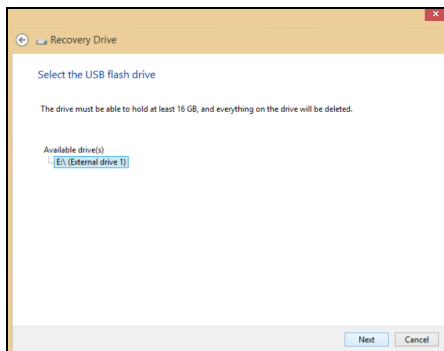 Recovery Drive
Select the USB flash drive
The drive must be able to hold at least 16 GB, and everything on the drive will be deleted.
Available drive(s)
E:\ (External drive 1)
Next Cancel